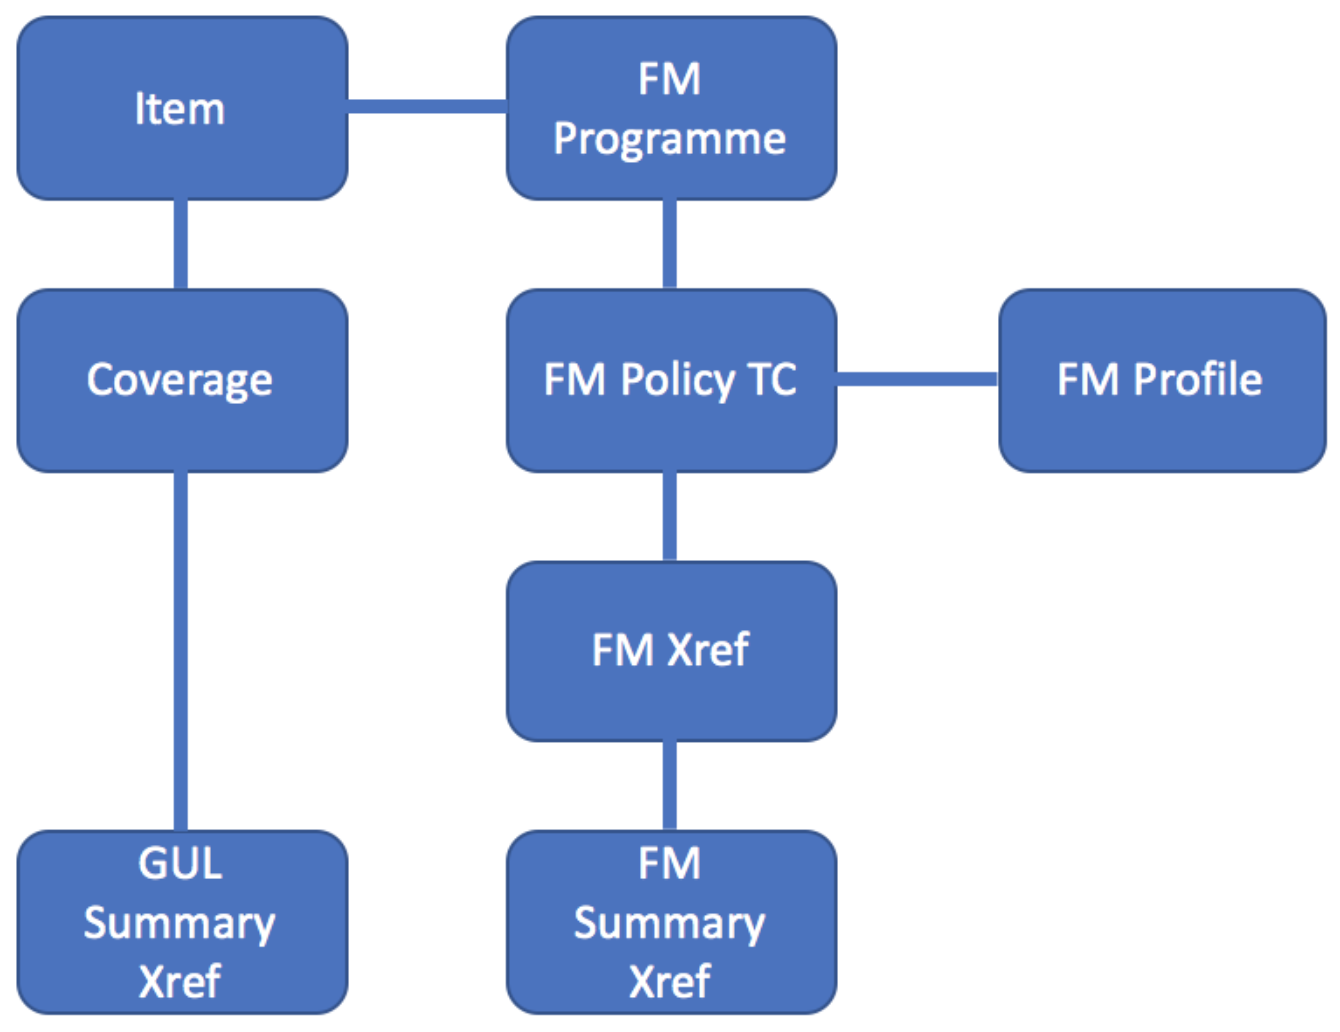 Item
FM
Programme
Coverage
FM Policy TC
FM Profile
FM Xref
GUL
Summary
Xref
FM
Summary
Xref